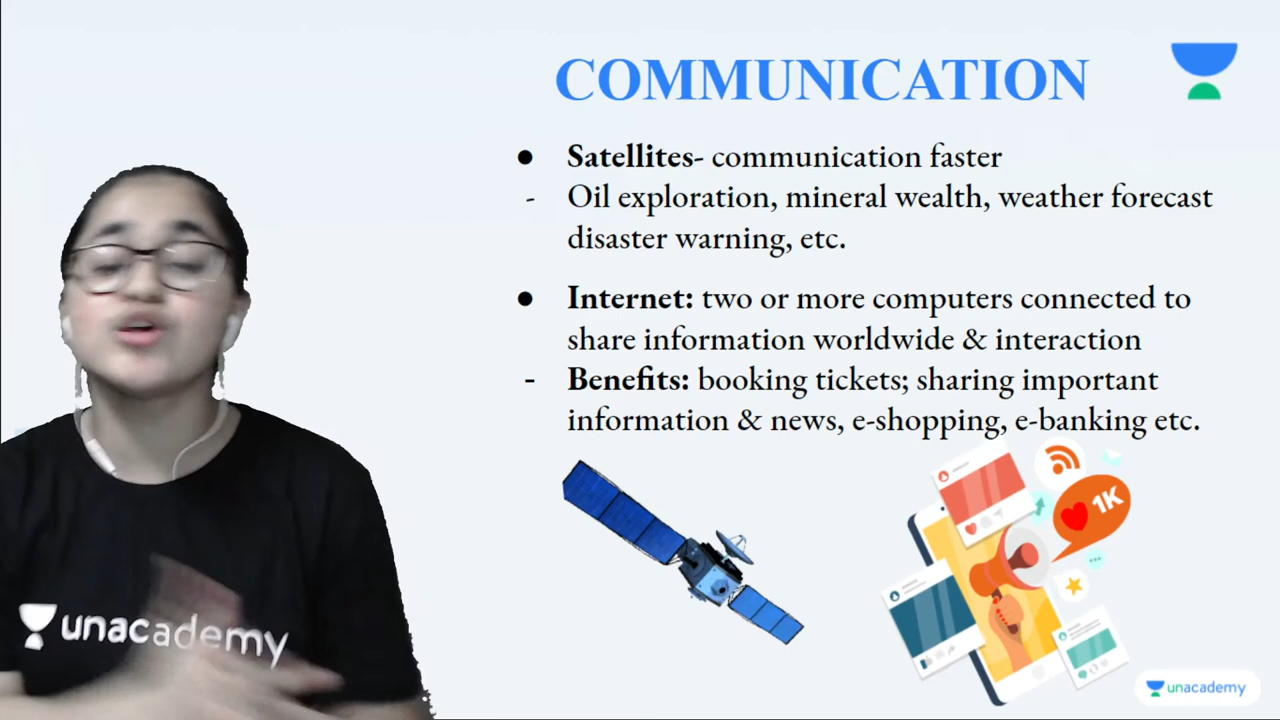 COMMUNICATION
● Satellites- communication faster
- Oil exploration, mineral wealth, weather forecast
disaster warning, etc.
● Internet: two or more computers connected to
share information worldwide & interaction
- Benefits: booking tickets; sharing important
information & news, e-shopping, e-banking etc.
1K
unacademy
unacademy